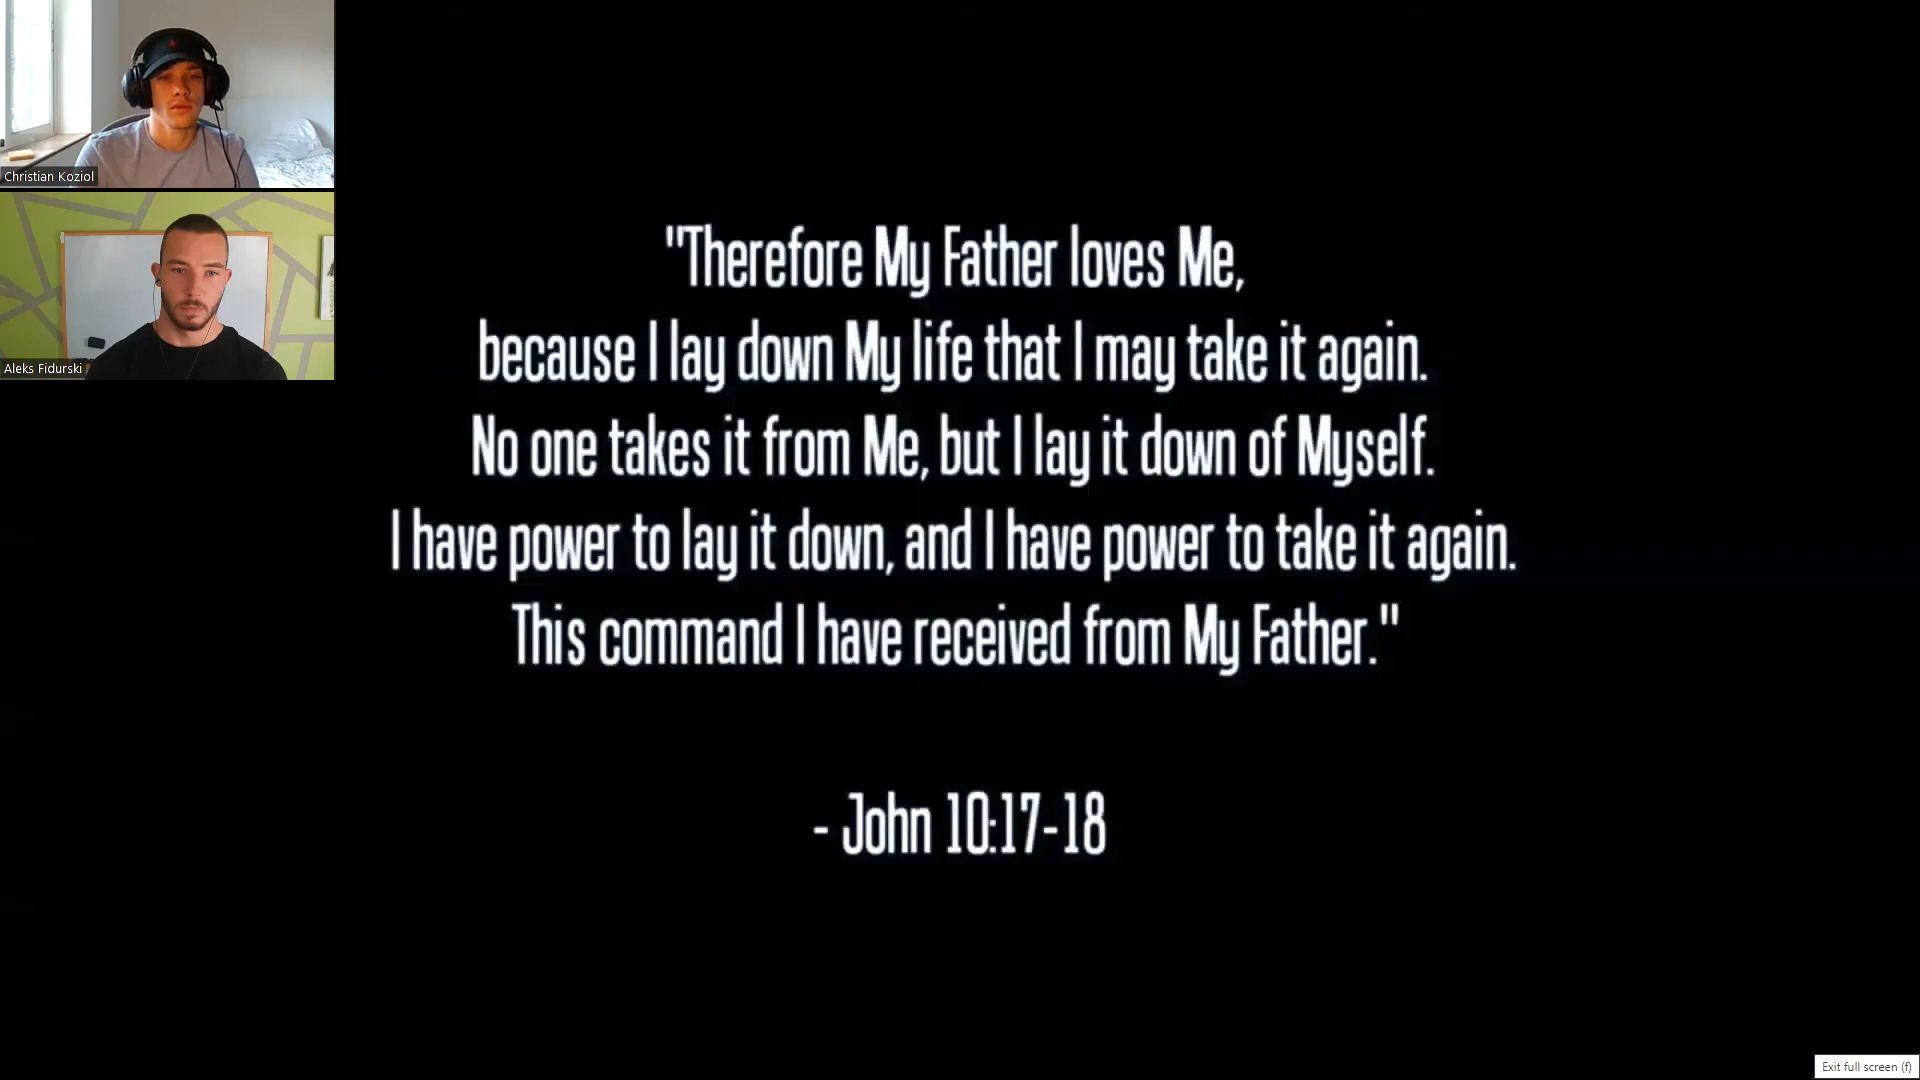 Christian Koziol
Aleks Fidurski
"Therefore My Father loves Me,
because I lay down My life that I may take it again.
No one takes it from Me, but I lay it down of Myself.
I have power to lay it down, and I have power to take it again.
This command I have received from My Father."
- John 10:17-18
Exit full screen (f)